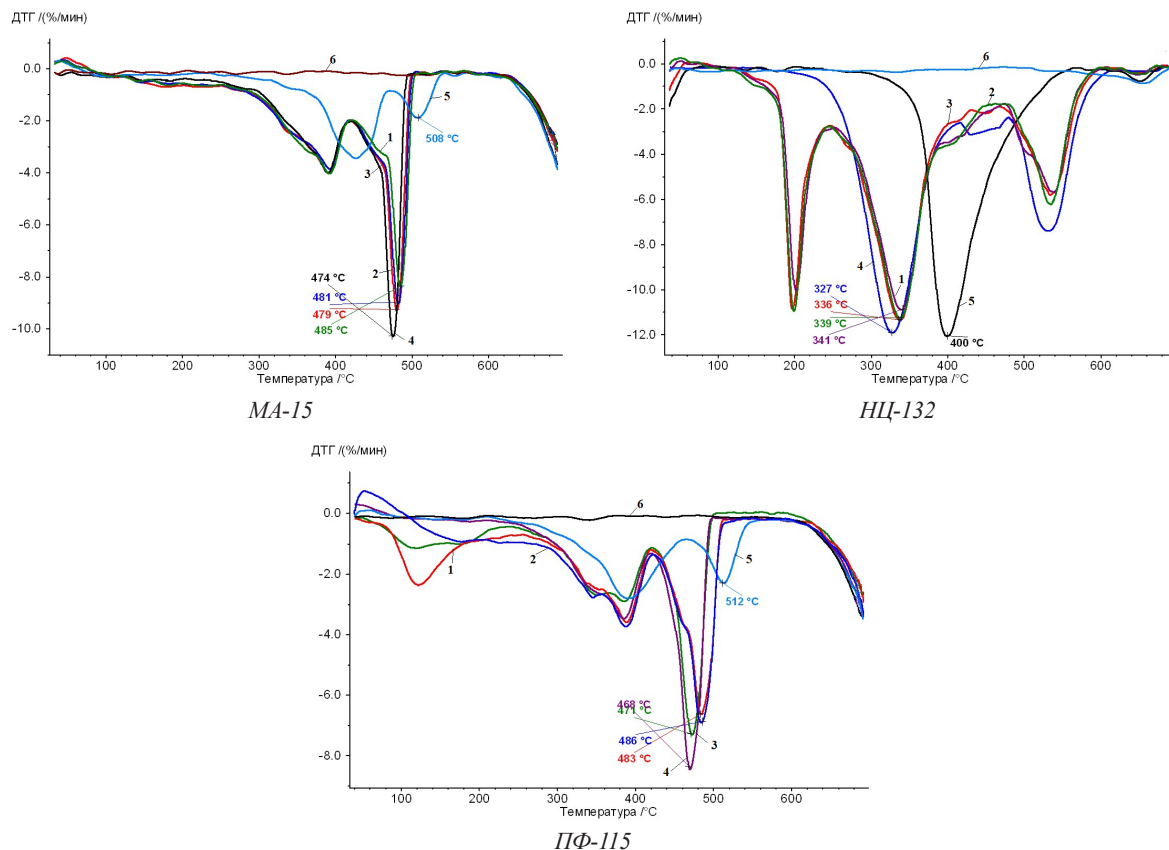 ДТГ /(%/мин)
0.0
-2.0
-4.0
-6.0
-8.0
-10.0
6
5
508 °C
1
3
2
474 °C
481 °C
479 °C
485 °C
4
100
200
300
400
500
600
Температура /°C
МА-15
ДТГ /(%/мин)
0.0
-2.0
-4.0
-6.0
-8.0
-10.0
-12.0
6
3
2
4
1
5
327 °C
336 °C
339 °C
341 °C
400 °C
100
200
300
400
500
600
Температура /°C
НЦ-132
ДТГ /(%/мин)
0.0
-2.0
-4.0
-6.0
-8.0
6
1
2
5
512 °C
468 °C
471 °C
486 °C
483 °C
3
4
100
200
300
400
500
600
Температура /°C
ПФ-115